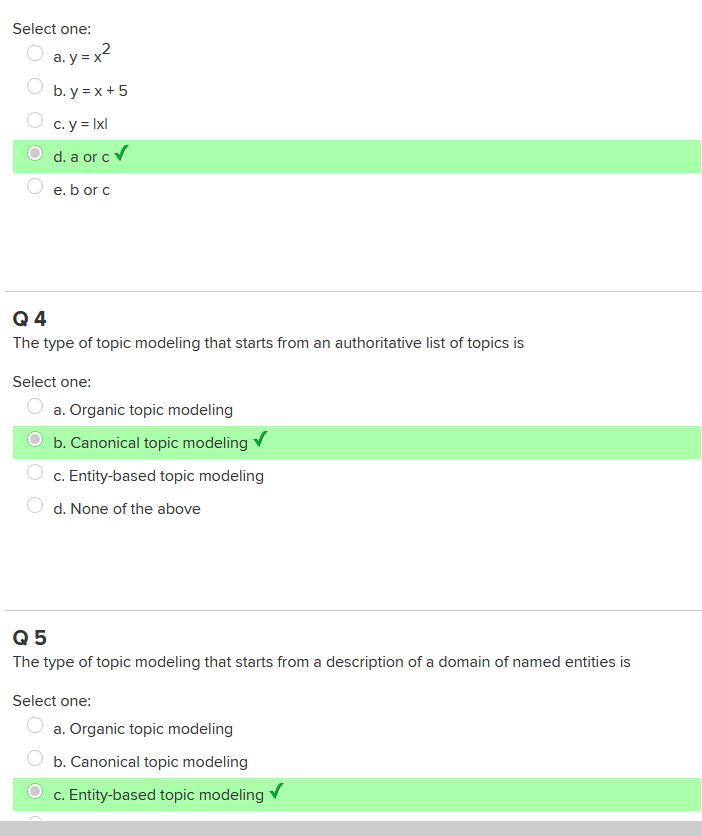 Select one:
a. y = x²
b. y = x + 5
c. y = |x|
d. a or c ✓
e. b or c
Q 4
The type of topic modeling that starts from an authoritative list of topics is
Select one:
a. Organic topic modeling
b. Canonical topic modeling ✓
c. Entity-based topic modeling
d. None of the above
Q 5
The type of topic modeling that starts from a description of a domain of named entities is
Select one:
a. Organic topic modeling
b. Canonical topic modeling
c. Entity-based topic modeling ✓